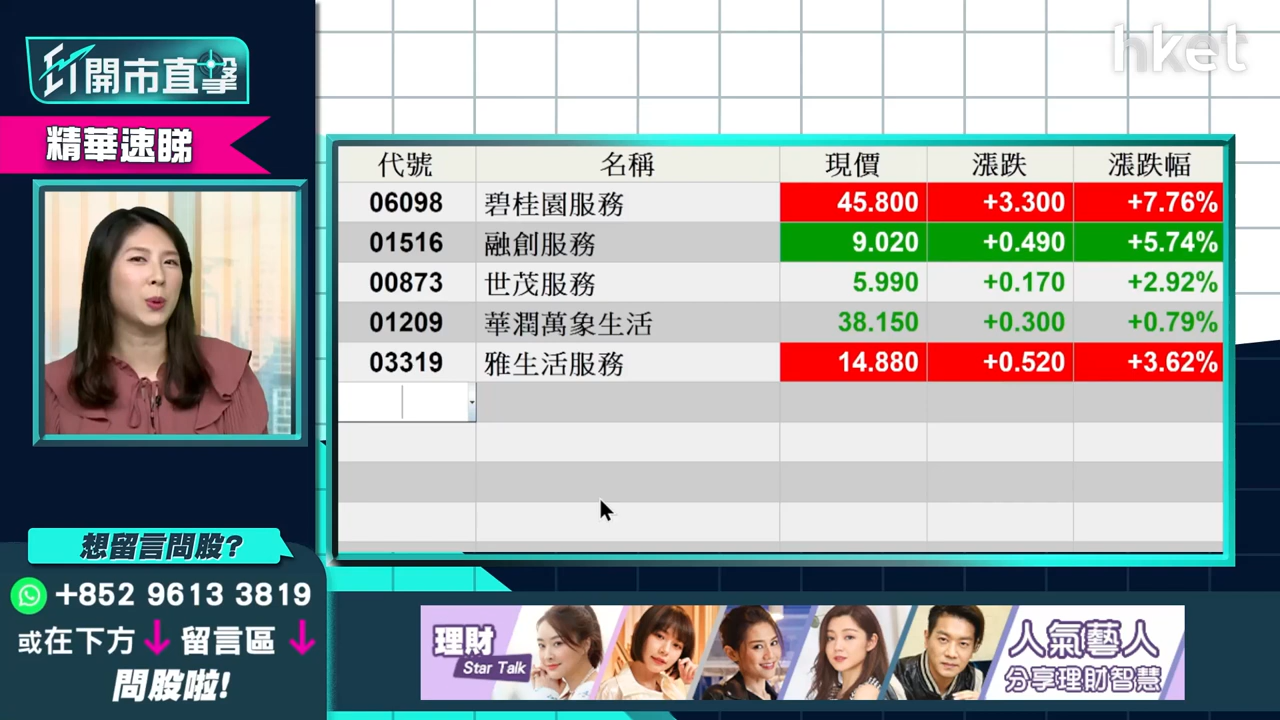 hket
ET開市直擊
精華速睇
代號 名稱 現價 漲跌 漲跌幅
06098 碧桂園服務 45.800 +3.300 +7.76%
01516 融創服務 9.020 +0.490 +5.74%
00873 世茂服務 5.990 +0.170 +2.92%
01209 華潤萬象生活 38.150 +0.300 +0.79%
03319 雅生活服務 14.880 +0.520 +3.62%
想留言問股?
+852 9613 3819
或在下方↓留言區↓
問股啦!
理財
Star Talk
人氣藝人
分享理財智慧